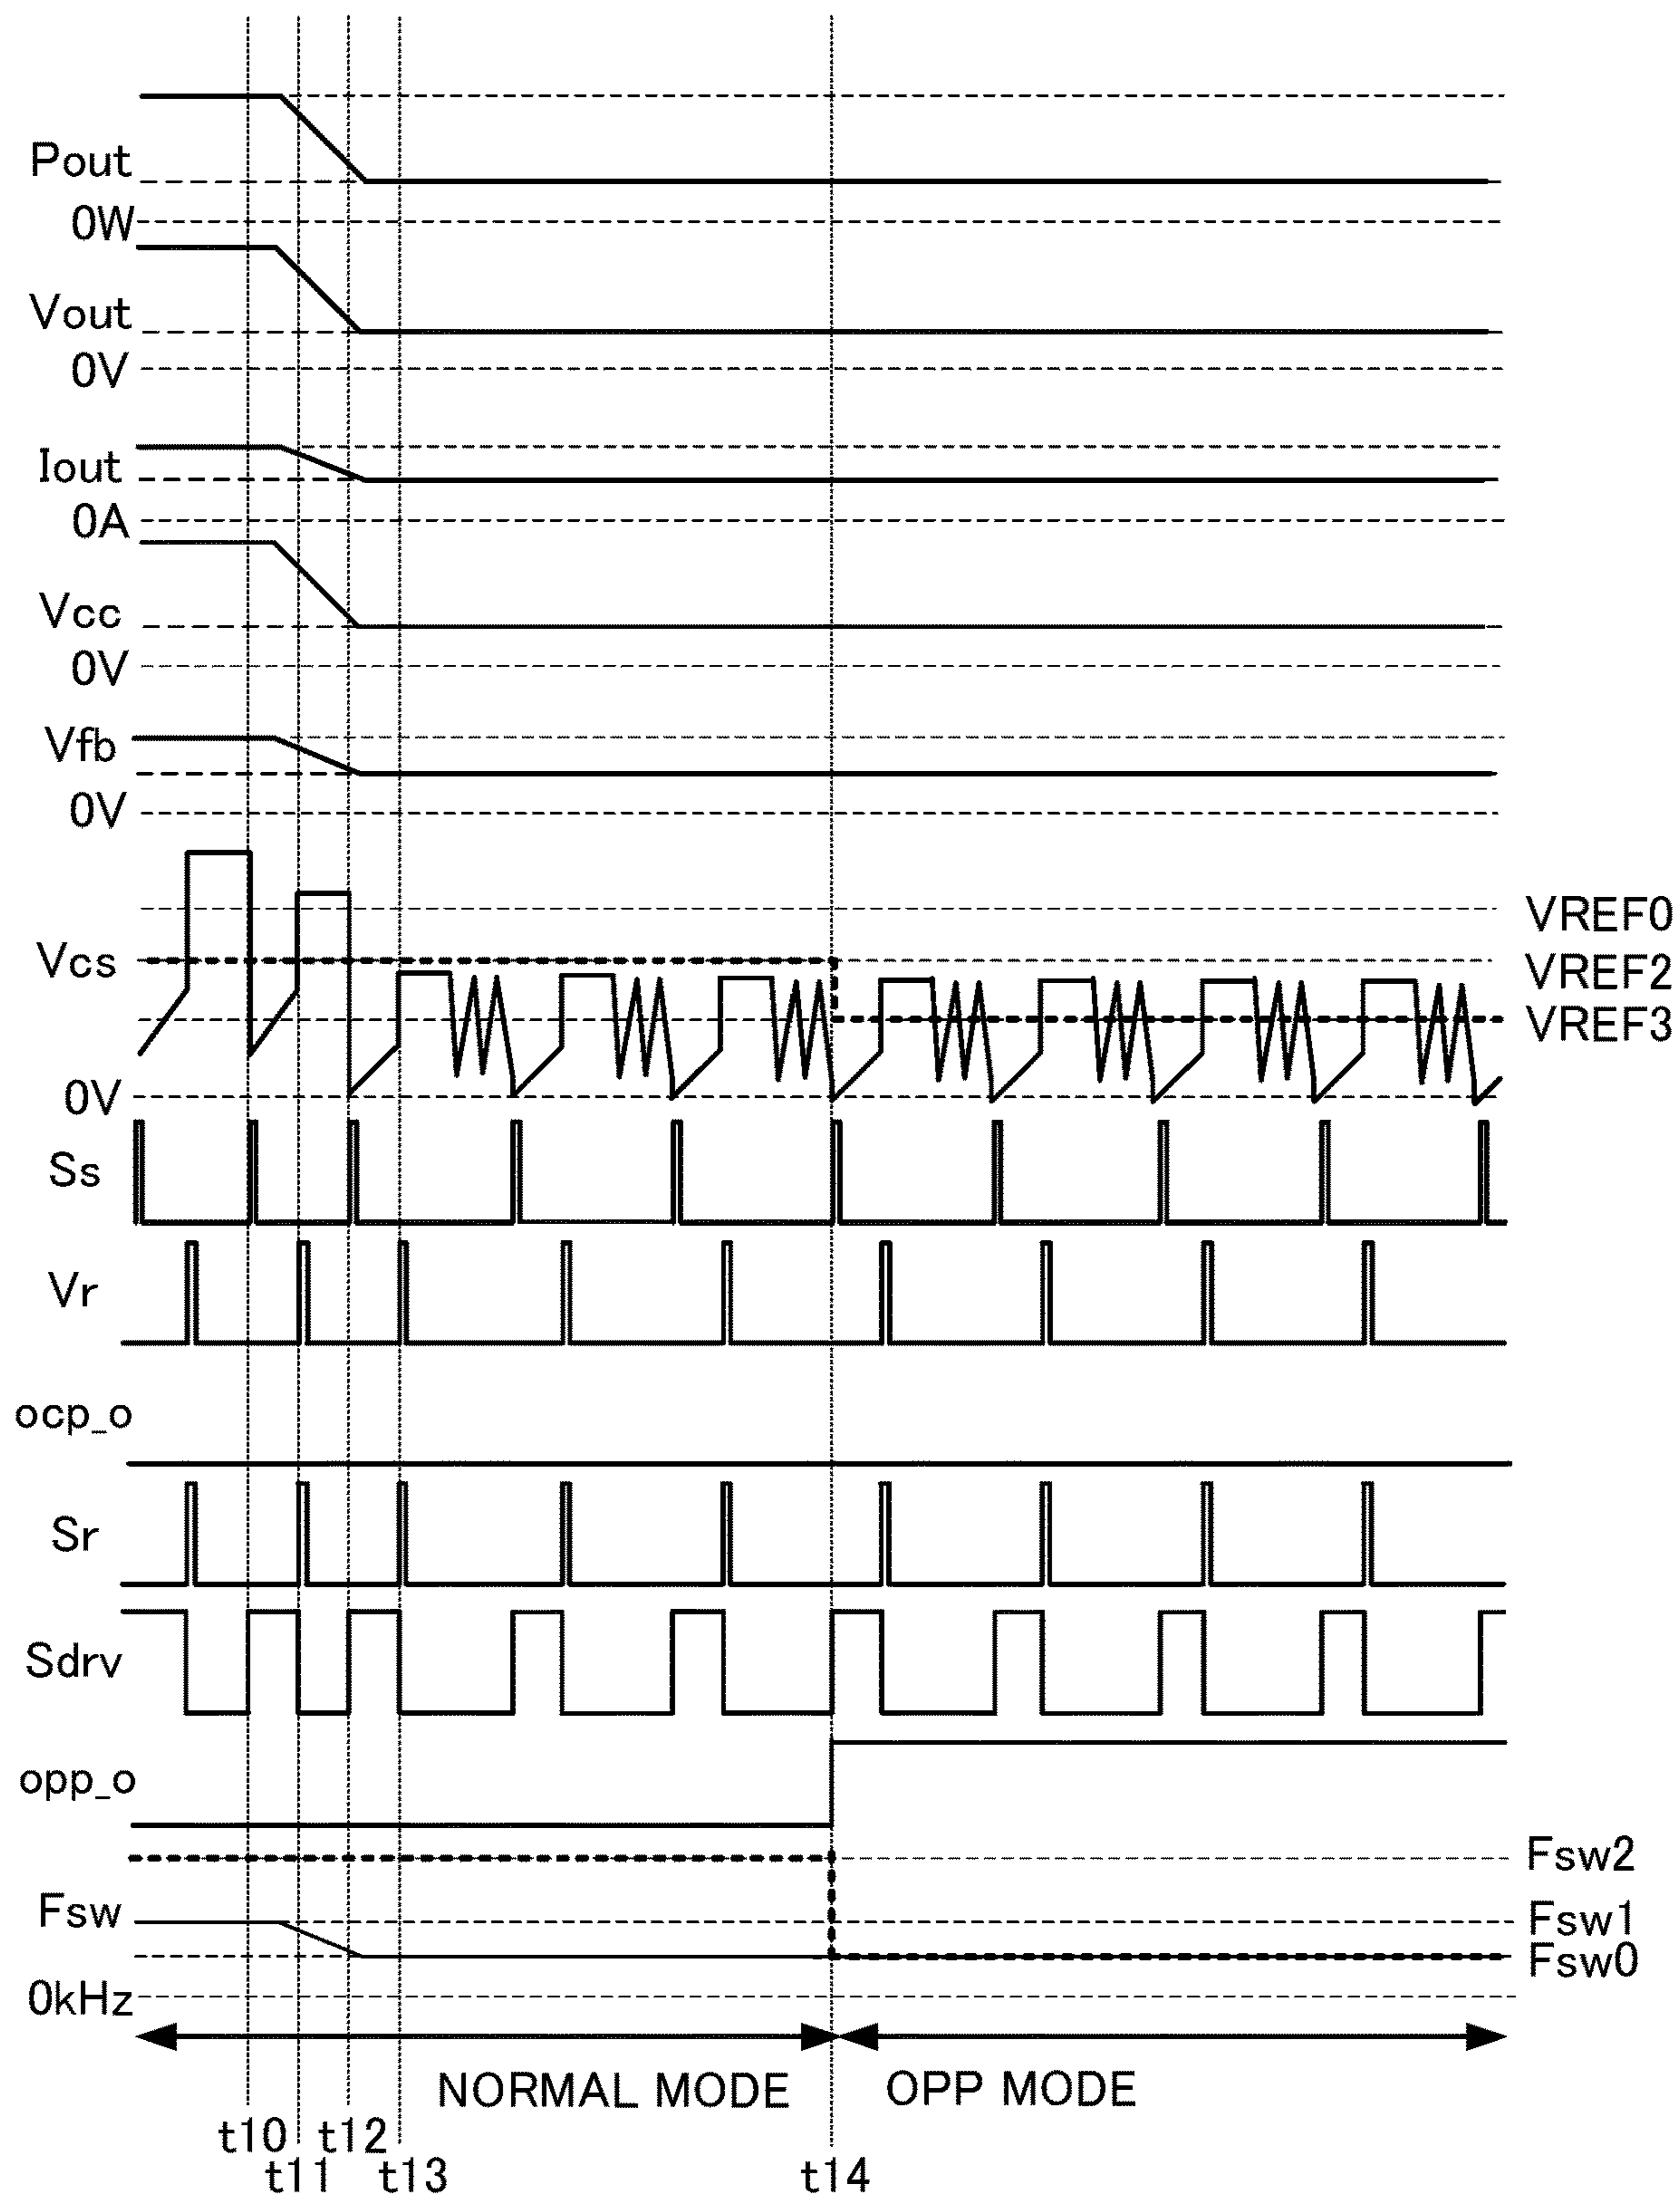 Pout
0W
Vout
0V
Iout
0A
Vcc
0V
Vfb
0V
VREF0
Vcs
VREF2
VREF3
0V
Ss
Vr
ocp_o
Sr
Sdrv
opp_o
Fsw2
Fsw
Fsw1
Fsw0
0kHz
NORMAL MODE OPP MODE
t10 t12
t11 t13 t14